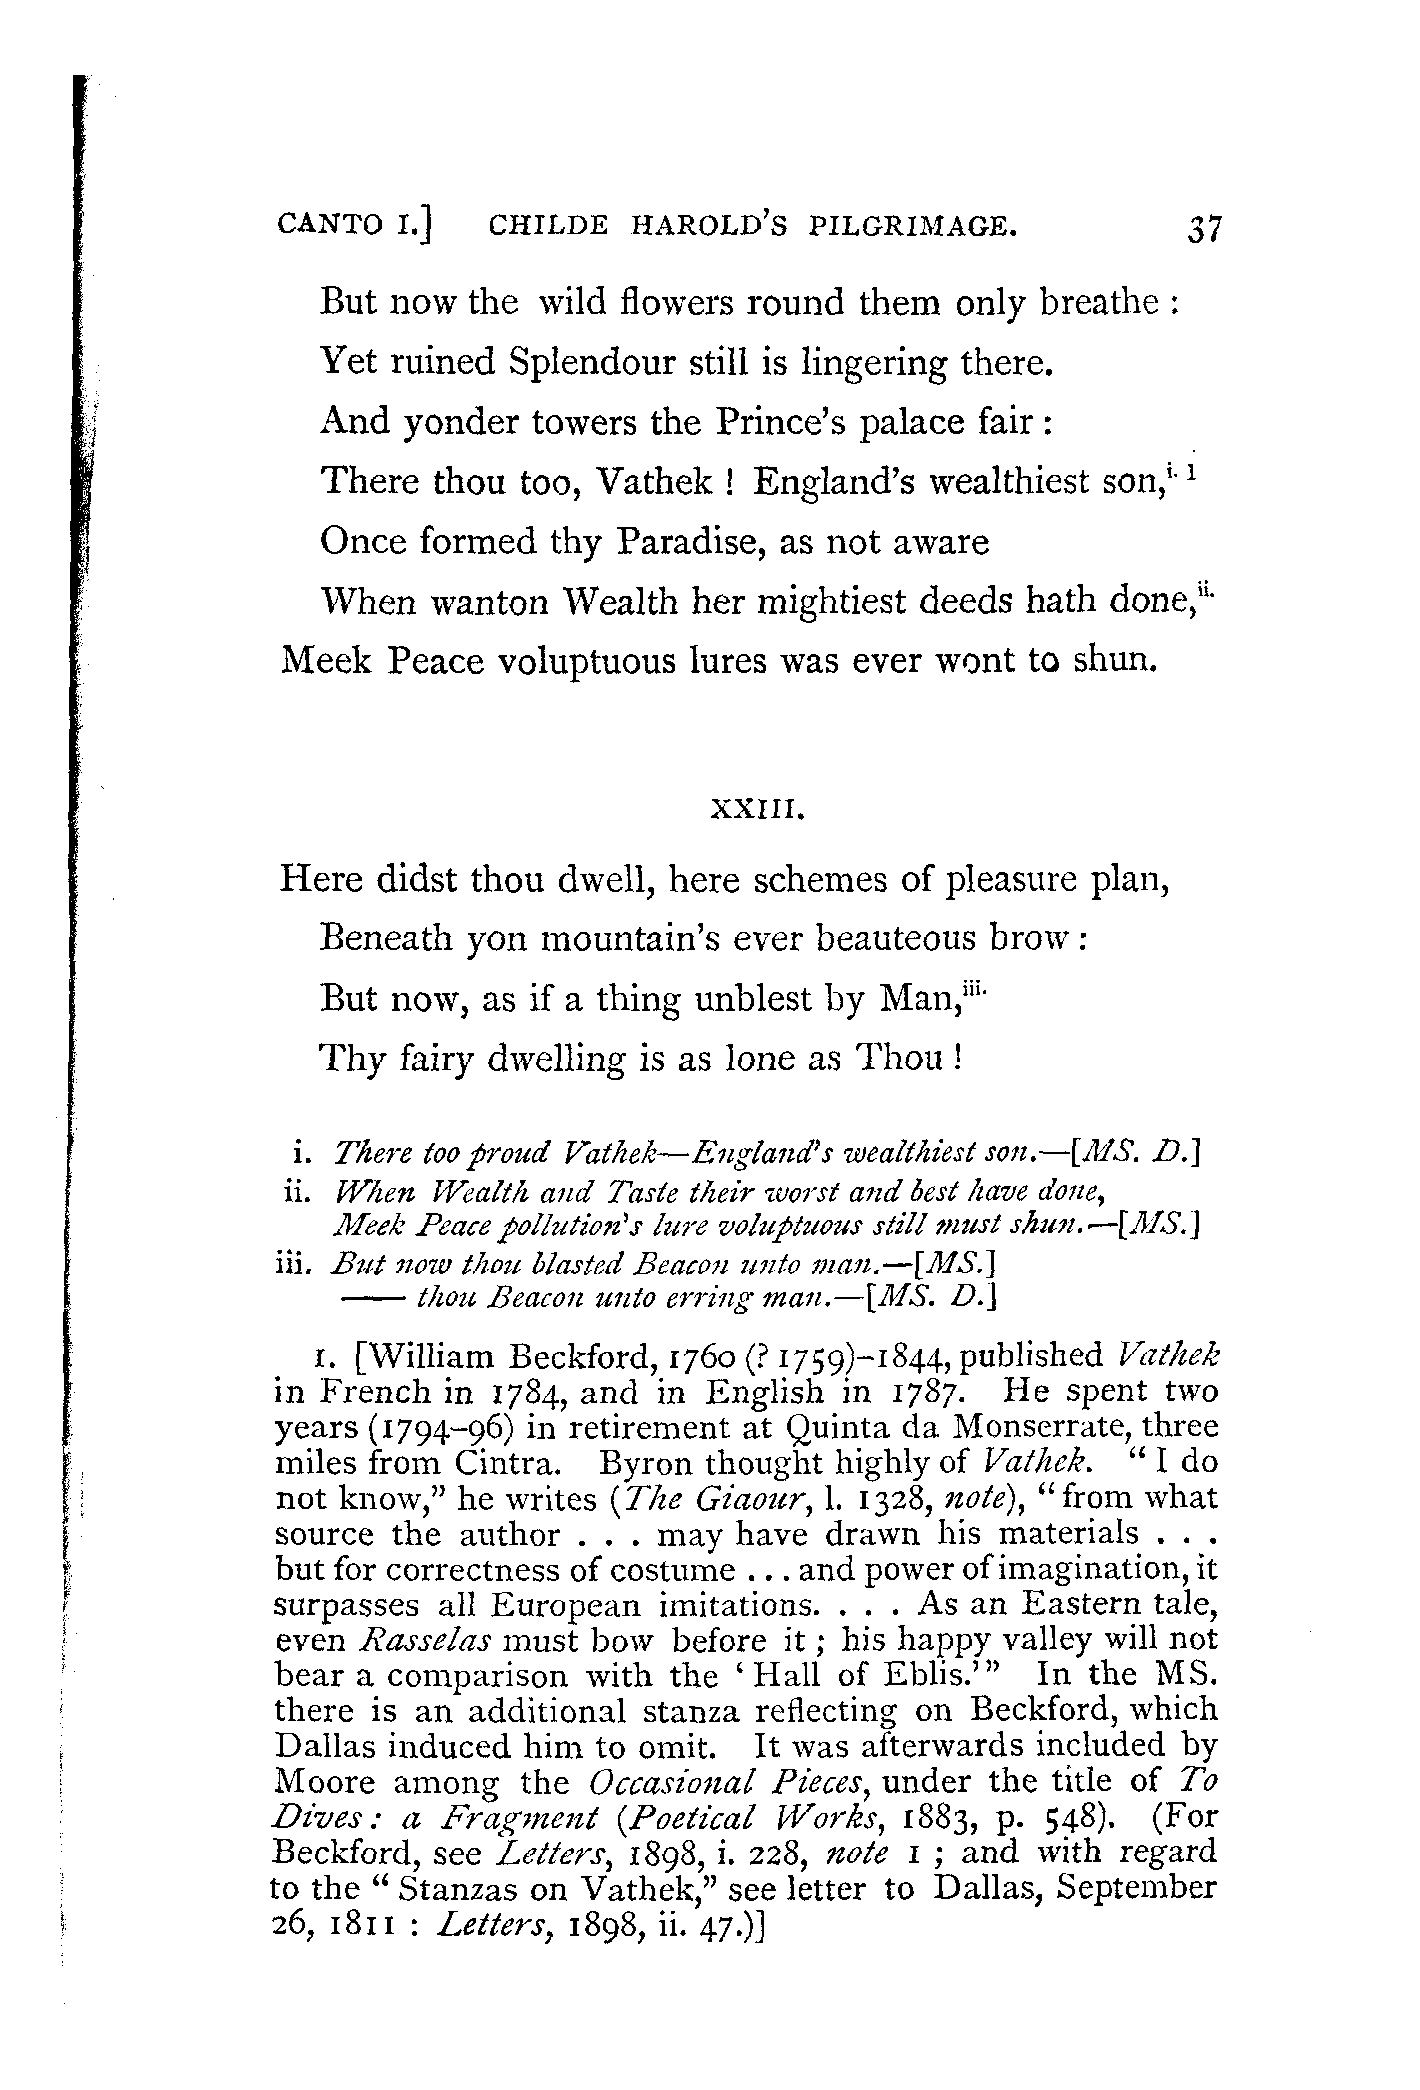 CANTO I.] CHILDE HAROLD'S PILGRIMAGE. 37
But now the wild flowers round them only breathe :
Yet ruined Splendour still is lingering there.
And yonder towers the Prince's palace fair :
There thou too, Vathek ! England's wealthiest son,i. 1
Once formed thy Paradise, as not aware
When wanton Wealth her mightiest deeds hath done,ii.
Meek Peace voluptuous lures was ever wont to shun.
XXIII.
Here didst thou dwell, here schemes of pleasure plan,
Beneath yon mountain's ever beauteous brow :
But now, as if a thing unblest by Man,iii.
Thy fairy dwelling is as lone as Thou !
i. There too proud Vathek—England's wealthiest son.—[MS. D.]
ii. When Wealth and Taste their worst and best have done,
Meek Peace pollution's lure voluptuous still must shun.—[MS.]
iii. But now thou blasted Beacon unto man.—[MS.]
—— thou Beacon unto erring man.—[MS. D.]
1. [William Beckford, 1760 (? 1759)–1844, published Vathek
in French in 1784, and in English in 1787. He spent two
years (1794–96) in retirement at Quinta da Monserrate, three
miles from Cintra. Byron thought highly of Vathek. “ I do
not know,” he writes (The Giaour, l. 1328, note), “ from what
source the author . . . may have drawn his materials . . .
but for correctness of costume . . . and power of imagination, it
surpasses all European imitations. . . . As an Eastern tale,
even Rasselas must bow before it ; his happy valley will not
bear a comparison with the ‘ Hall of Eblis.’ ” In the MS.
there is an additional stanza reflecting on Beckford, which
Dallas induced him to omit. It was afterwards included by
Moore among the Occasional Pieces, under the title of To
Dives : a Fragment (Poetical Works, 1883, p. 548). (For
Beckford, see Letters, 1898, i. 228, note 1 ; and with regard
to the “ Stanzas on Vathek,” see letter to Dallas, September
26, 1811 : Letters, 1898, ii. 47.)]